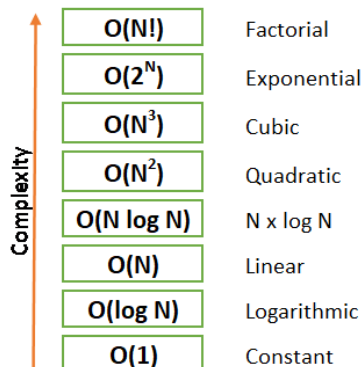 O(N!) Factorial
O(2^N) Exponential
O(N^3) Cubic
O(N^2) Quadratic
O(N log N) N x log N
O(N) Linear
O(log N) Logarithmic
O(1) Constant
Complexity